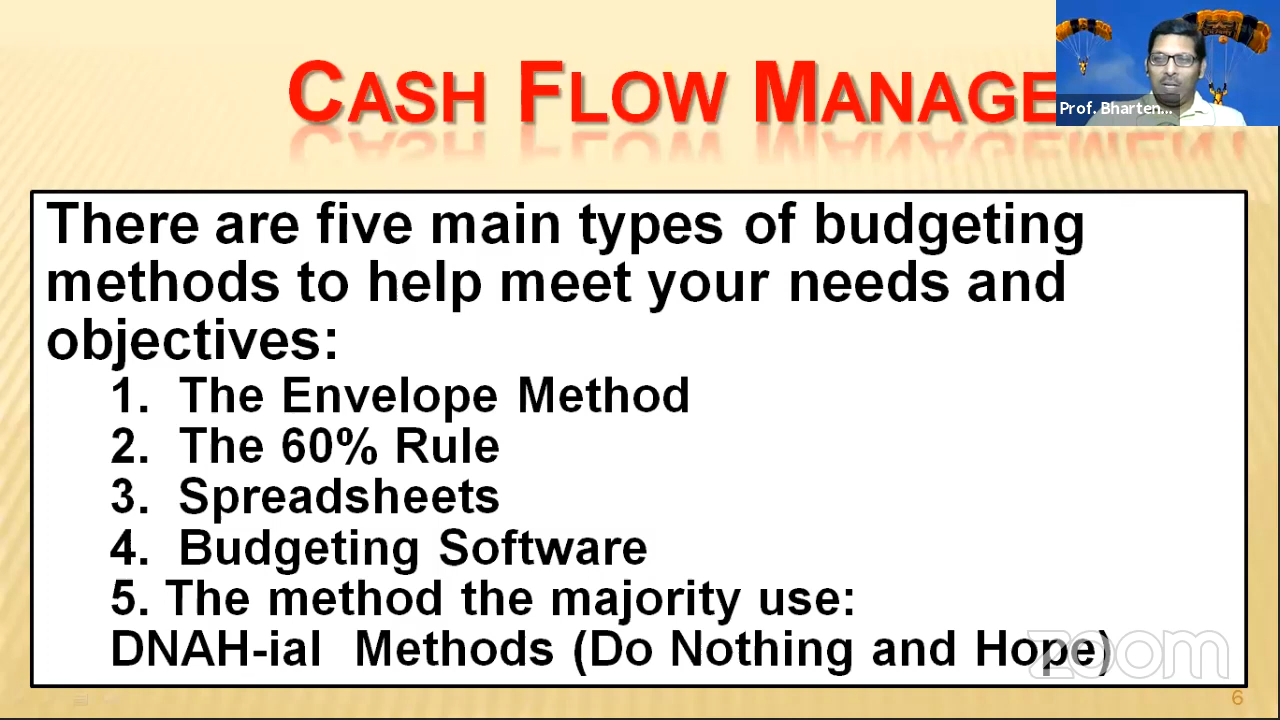 CASH FLOW MANAGE
Prof. Bharten...
There are five main types of budgeting
methods to help meet your needs and
objectives:
1. The Envelope Method
2. The 60% Rule
3. Spreadsheets
4. Budgeting Software
5. The method the majority use:
DNAH-ial Methods (Do Nothing and Hope)
zoom
6